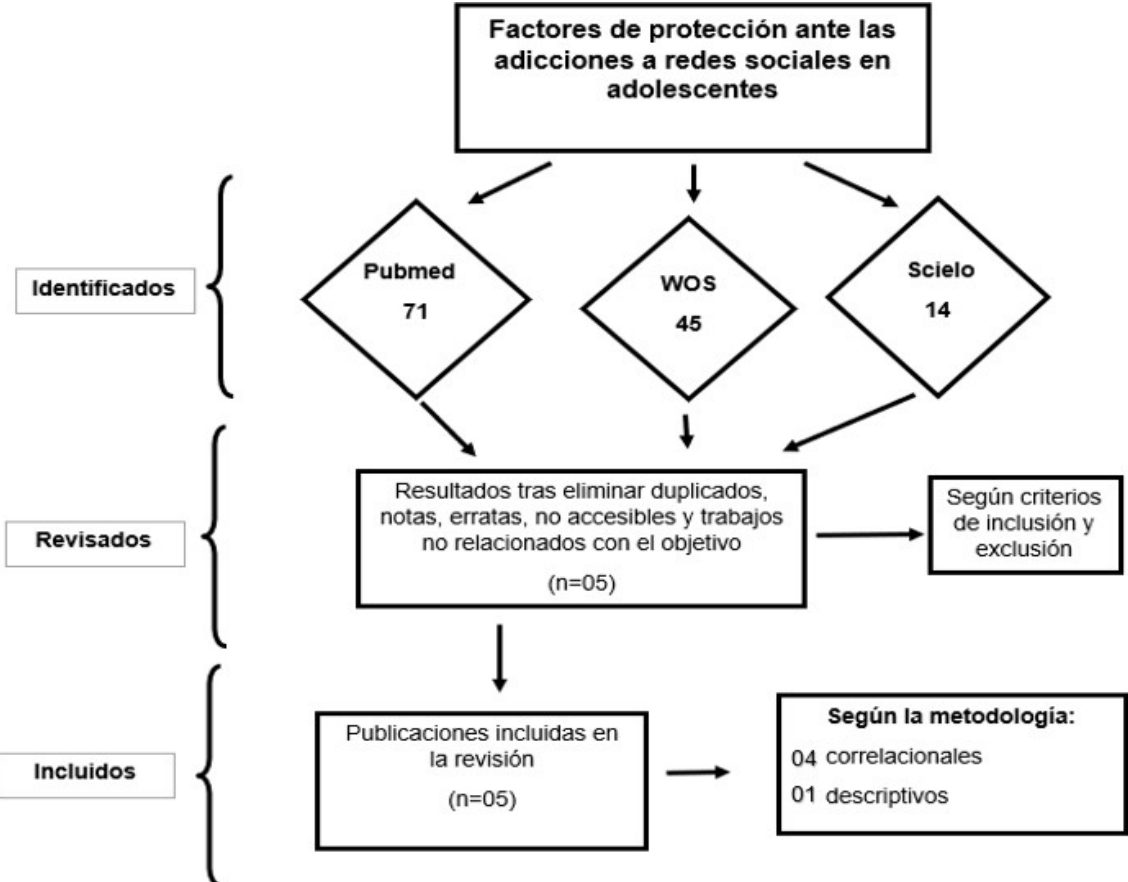 Factores de protección ante las
adicciones a redes sociales en
adolescentes
Identificados
Pubmed
71
WOS
45
Scielo
14
Revisados
Resultados tras eliminar duplicados,
notas, erratas, no accesibles y trabajos
no relacionados con el objetivo
(n=05)
Según criterios
de inclusión y
exclusión
Incluidos
Publicaciones incluidas en
la revisión
(n=05)
Según la metodología:
04 correlacionales
01 descriptivos